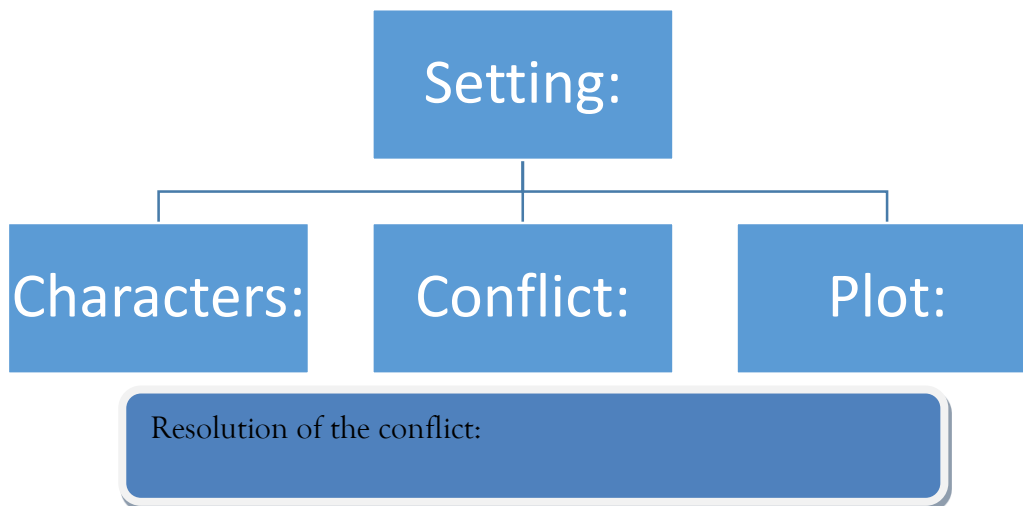 Setting:
Characters:
Conflict:
Plot:
Resolution of the conflict: